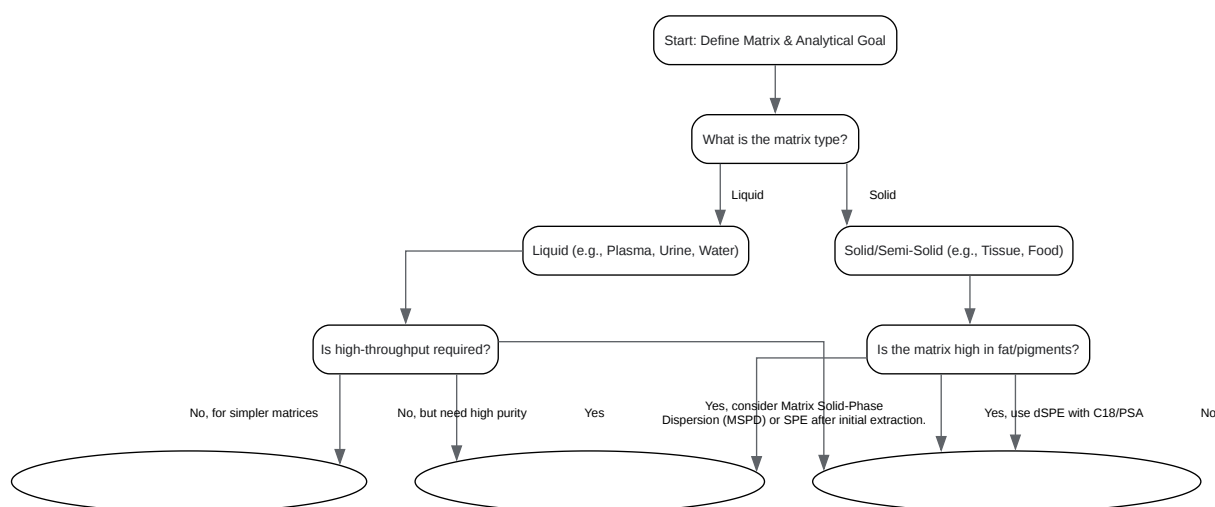 Start: Define Matrix & Analytical Goal
What is the matrix type?
Liquid
Solid
Liquid (e.g., Plasma, Urine, Water)
Solid/Semi-Solid (e.g., Tissue, Food)
Is high-throughput required?
Is the matrix high in fat/pigments?
No, for simpler matrices
No, but need high purity
Yes
Yes, consider Matrix Solid-Phase
Dispersion (MSPD) or SPE after initial extraction.
Yes, use dSPE with C18/PSA
No